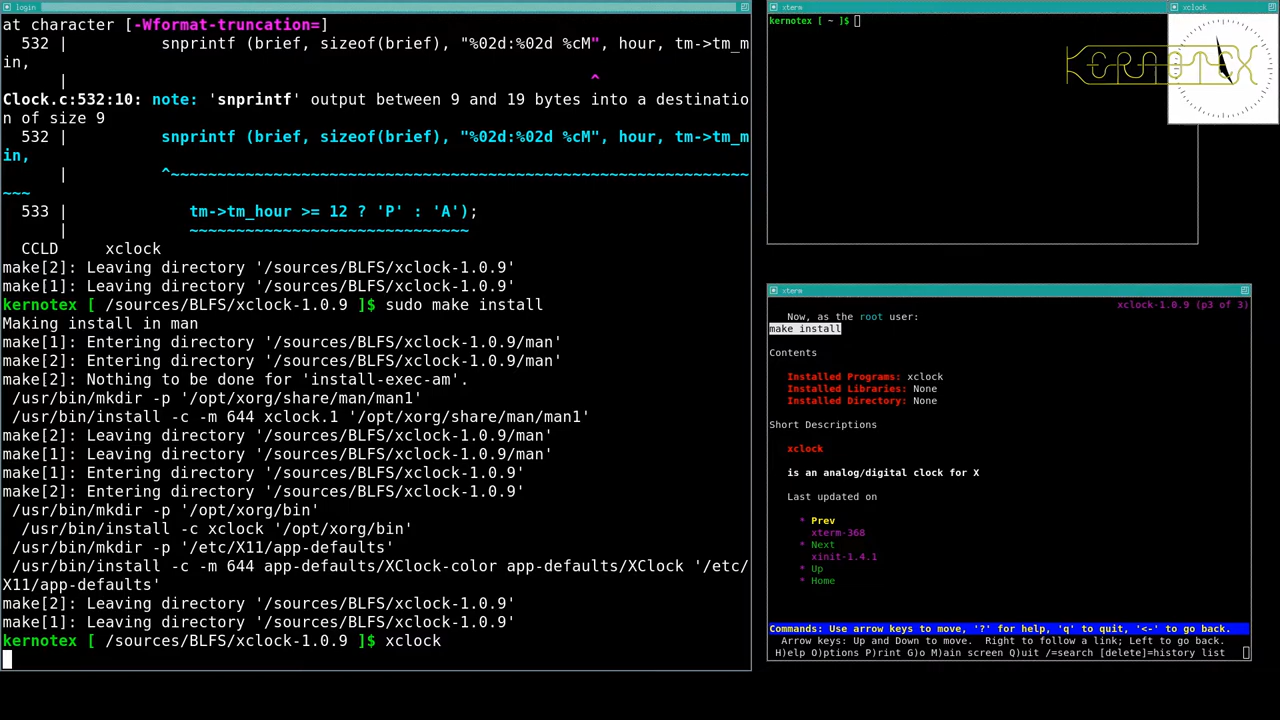 login
at character [-Wformat-truncation=]
532 | snprintf (brief, sizeof(brief), "%02d:%02d %cM", hour, tm->tm_m
in,
| ^
Clock.c:532:10: note: 'snprintf' output between 9 and 19 bytes into a destinatio
n of size 9
532 | snprintf (brief, sizeof(brief), "%02d:%02d %cM", hour, tm->tm_m
in,
| ^~~~~~~~~~~~~~~~~~~~~~~~~~~~~~~~~~~~~~~~~~~~~~~~~~~~~~~~~~~~~~~
~~~
533 | tm->tm_hour >= 12 ? 'P' : 'A');
| ~~~~~~~~~~~~~~~~~~~~~~~~~~~~~~
CCLD xclock
make[2]: Leaving directory '/sources/BLFS/xclock-1.0.9'
make[1]: Leaving directory '/sources/BLFS/xclock-1.0.9'
kernotex [ /sources/BLFS/xclock-1.0.9 ]$ sudo make install
Making install in man
make[1]: Entering directory '/sources/BLFS/xclock-1.0.9/man'
make[2]: Entering directory '/sources/BLFS/xclock-1.0.9/man'
make[2]: Nothing to be done for 'install-exec-am'.
/usr/bin/mkdir -p '/opt/xorg/share/man/man1'
/usr/bin/install -c -m 644 xclock.1 '/opt/xorg/share/man/man1'
make[2]: Leaving directory '/sources/BLFS/xclock-1.0.9/man'
make[1]: Leaving directory '/sources/BLFS/xclock-1.0.9/man'
make[1]: Entering directory '/sources/BLFS/xclock-1.0.9'
make[2]: Entering directory '/sources/BLFS/xclock-1.0.9'
/usr/bin/mkdir -p '/opt/xorg/bin'
/usr/bin/install -c xclock '/opt/xorg/bin'
/usr/bin/mkdir -p '/etc/X11/app-defaults'
/usr/bin/install -c -m 644 app-defaults/XClock-color app-defaults/XClock '/etc/
X11/app-defaults'
make[2]: Leaving directory '/sources/BLFS/xclock-1.0.9'
make[1]: Leaving directory '/sources/BLFS/xclock-1.0.9'
kernotex [ /sources/BLFS/xclock-1.0.9 ]$ xclock
xterm
kernotex [ ~ ]$
xclock
KERNOTEX
xterm
xclock-1.0.9 (p3 of 3)
Now, as the root user:
make install
Contents
Installed Programs: xclock
Installed Libraries: None
Installed Directory: None
Short Descriptions
xclock
is an analog/digital clock for X
Last updated on
* Prev
xterm-368
* Next
xinit-1.4.1
* Up
* Home
Commands: Use arrow keys to move, '?' for help, 'q' to quit, '<-' to go back.
Arrow keys: Up and Down to move. Right to follow a link; Left to go back.
H)elp O)ptions P)rint G)o M)ain screen Q)uit /=search [delete]=history list